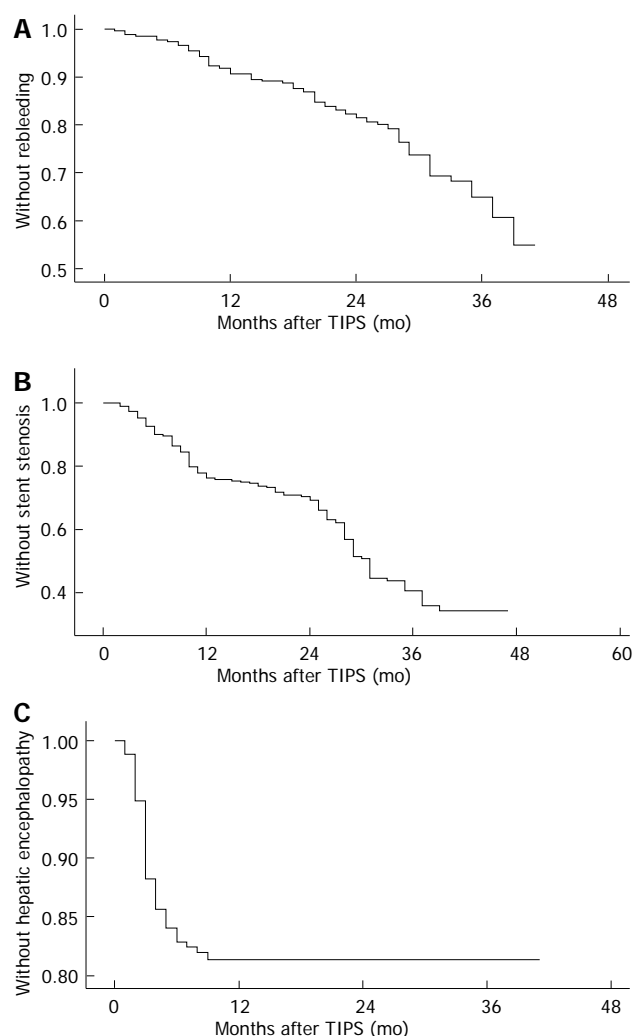 A
Without rebleeding
1.0
0.9
0.8
0.7
0.6
0.5
0 12 24 36 48
Months after TIPS (mo)
B
Without stent stenosis
1.0
0.8
0.6
0.4
0 12 24 36 48 60
Months after TIPS (mo)
C
Without hepatic encephalopathy
1.00
0.95
0.90
0.85
0.80
0 12 24 36 48
Months after TIPS (mo)